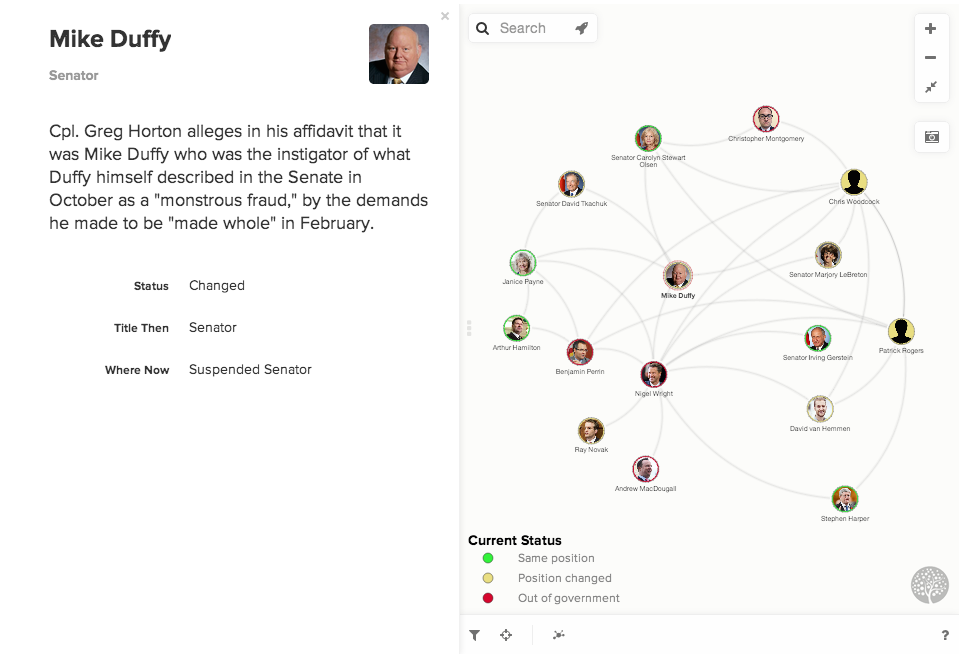 ×
Mike Duffy
Senator
Cpl. Greg Horton alleges in his affidavit that it
was Mike Duffy who was the instigator of what
Duffy himself described in the Senate in
October as a "monstrous fraud," by the demands
he made to be "made whole" in February.
Status Changed
Title Then Senator
Where Now Suspended Senator
Search
Christopher Montgomery
Senator Carolyn Stewart
Olsen
Senator David Tkachuk
Chris Woodcock
Senator Marjory LeBreton
Janice Payne
Mike Duffy
Arthur Hamilton
Benjamin Perrin
Senator Irving Gerstein
Patrick Rogers
Nigel Wright
David van Hemmen
Ray Novak
Andrew MacDougall
Stephen Harper
Current Status
Same position
Position changed
Out of government
?